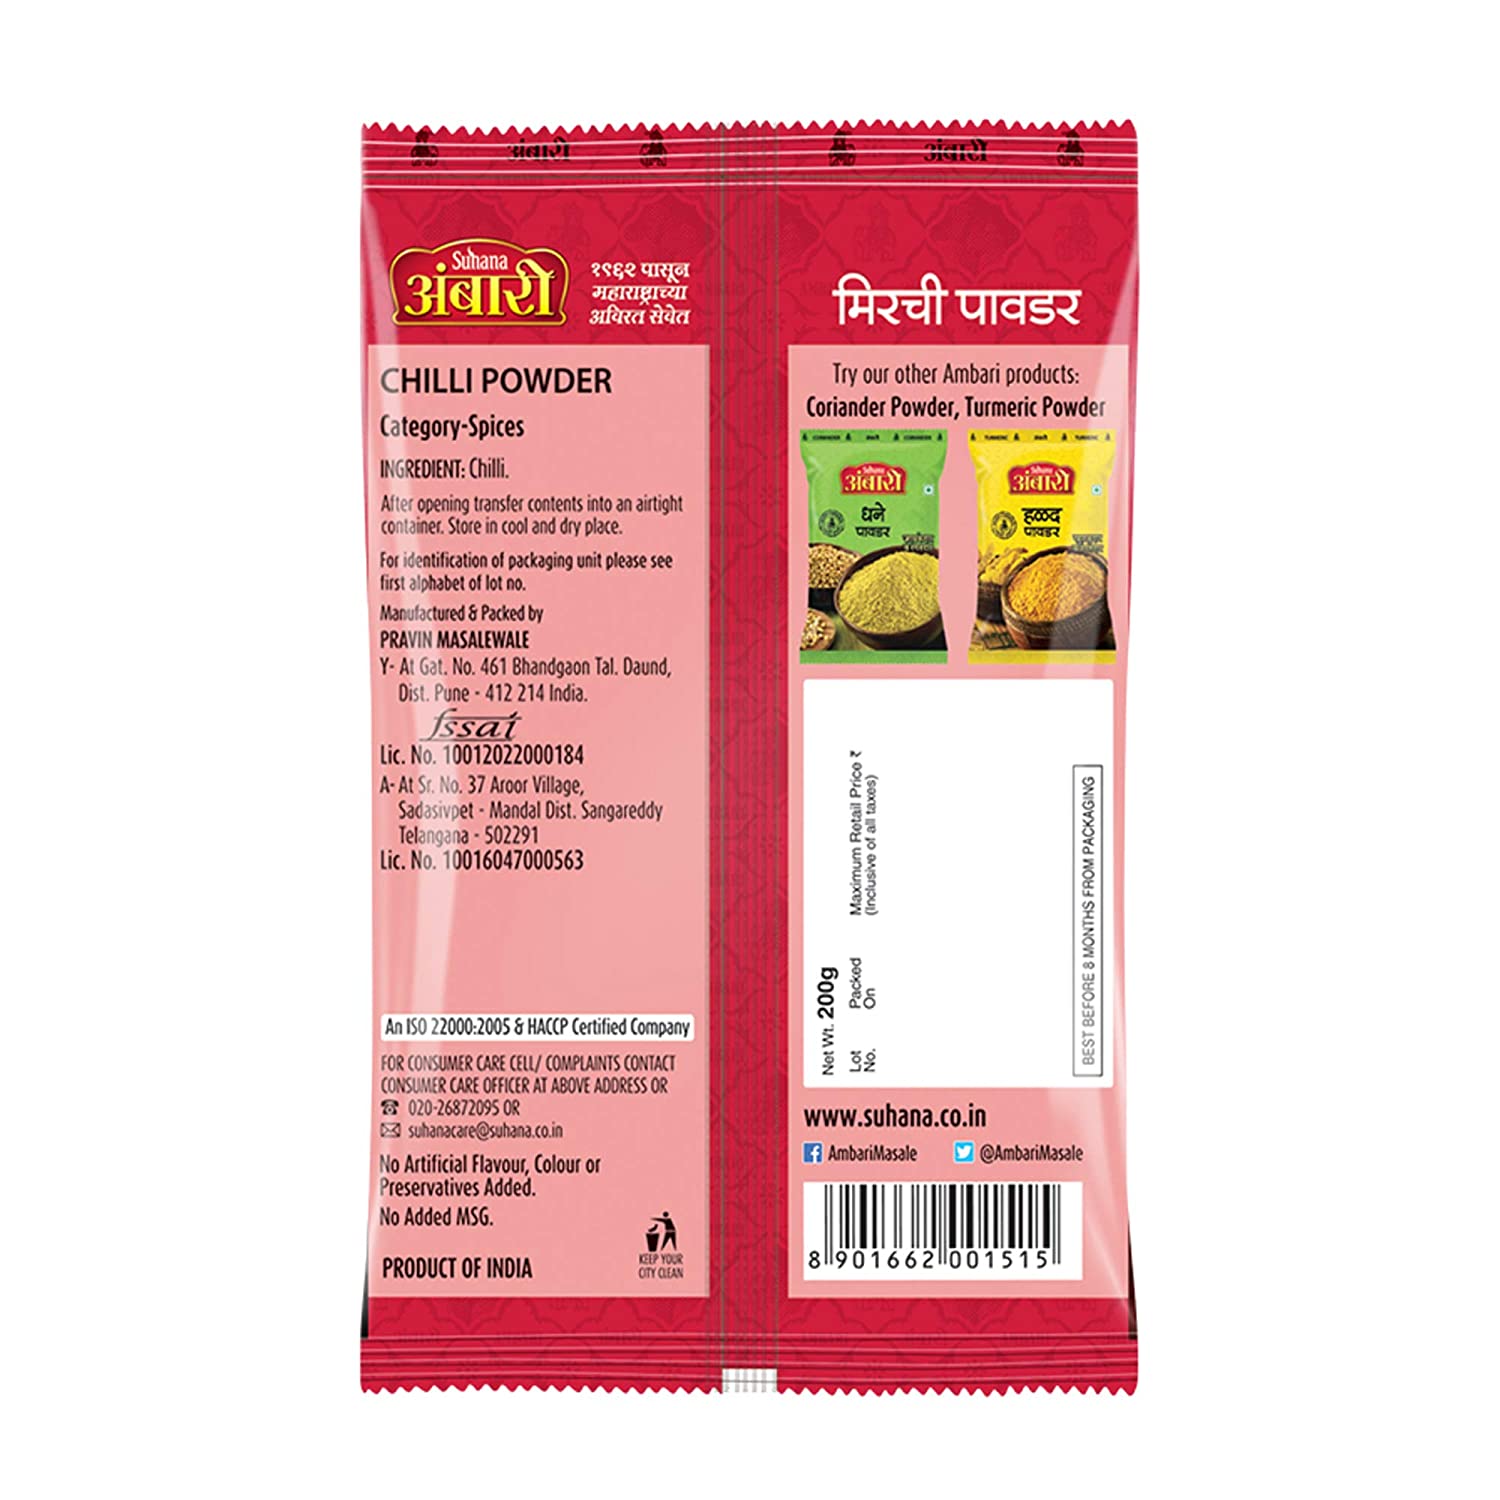 अंबारी
अंबारी
Suhana
अंबारी
१९६२ पासून
महाराष्ट्राच्या
अविरत सेवेत
CHILLI POWDER
Category-Spices
INGREDIENT: Chilli.
After opening transfer contents into an airtight
container. Store in cool and dry place.
For identification of packaging unit please see
first alphabet of lot no.
Manufactured & Packed by
PRAVIN MASALEWALE
Y- At Gat. No. 461 Bhandgaon Tal. Daund,
Dist. Pune - 412 214 India.
fssai
Lic. No. 10012022000184
A- At Sr. No. 37 Aroor Village,
Sadasivpet - Mandal Dist. Sangareddy
Telangana - 502291
Lic. No. 10016047000563
An ISO 22000:2005 & HACCP Certified Company
FOR CONSUMER CARE CELL/ COMPLAINTS CONTACT
CONSUMER CARE OFFICER AT ABOVE ADDRESS OR
020-26872095 OR
suhanacare@suhana.co.in
No Artificial Flavour, Colour or
Preservatives Added.
No Added MSG.
PRODUCT OF INDIA
KEEP YOUR
CITY CLEAN
मिरची पावडर
Try our other Ambari products:
Coriander Powder, Turmeric Powder
CORIANDER अंबारी CORIANDER
Suhana
अंबारी
धने
पावडर
TURMERIC अंबारी TURMERIC
Suhana
अंबारी
हळद
पावडर
Net Wt. 200g
Lot
No.
Packed
On
Maximum Retail Price ₹
(Inclusive of all taxes)
BEST BEFORE 8 MONTHS FROM PACKAGING
www.suhana.co.in
AmbariMasale
@AmbariMasale
8 901662 001515